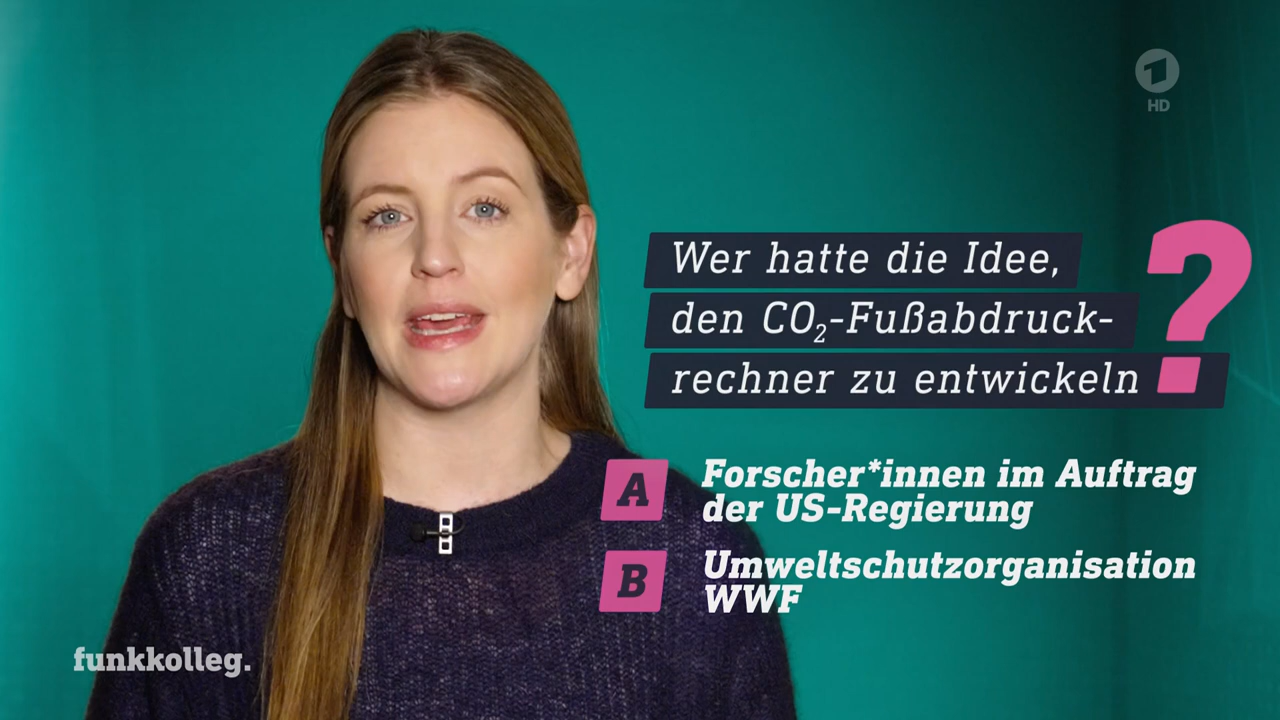 1
HD
Wer hatte die Idee,
den CO₂-Fußabdruck-
rechner zu entwickeln ?
A Forscher*innen im Auftrag
der US-Regierung
B Umweltschutzorganisation
WWF
funkkolleg.